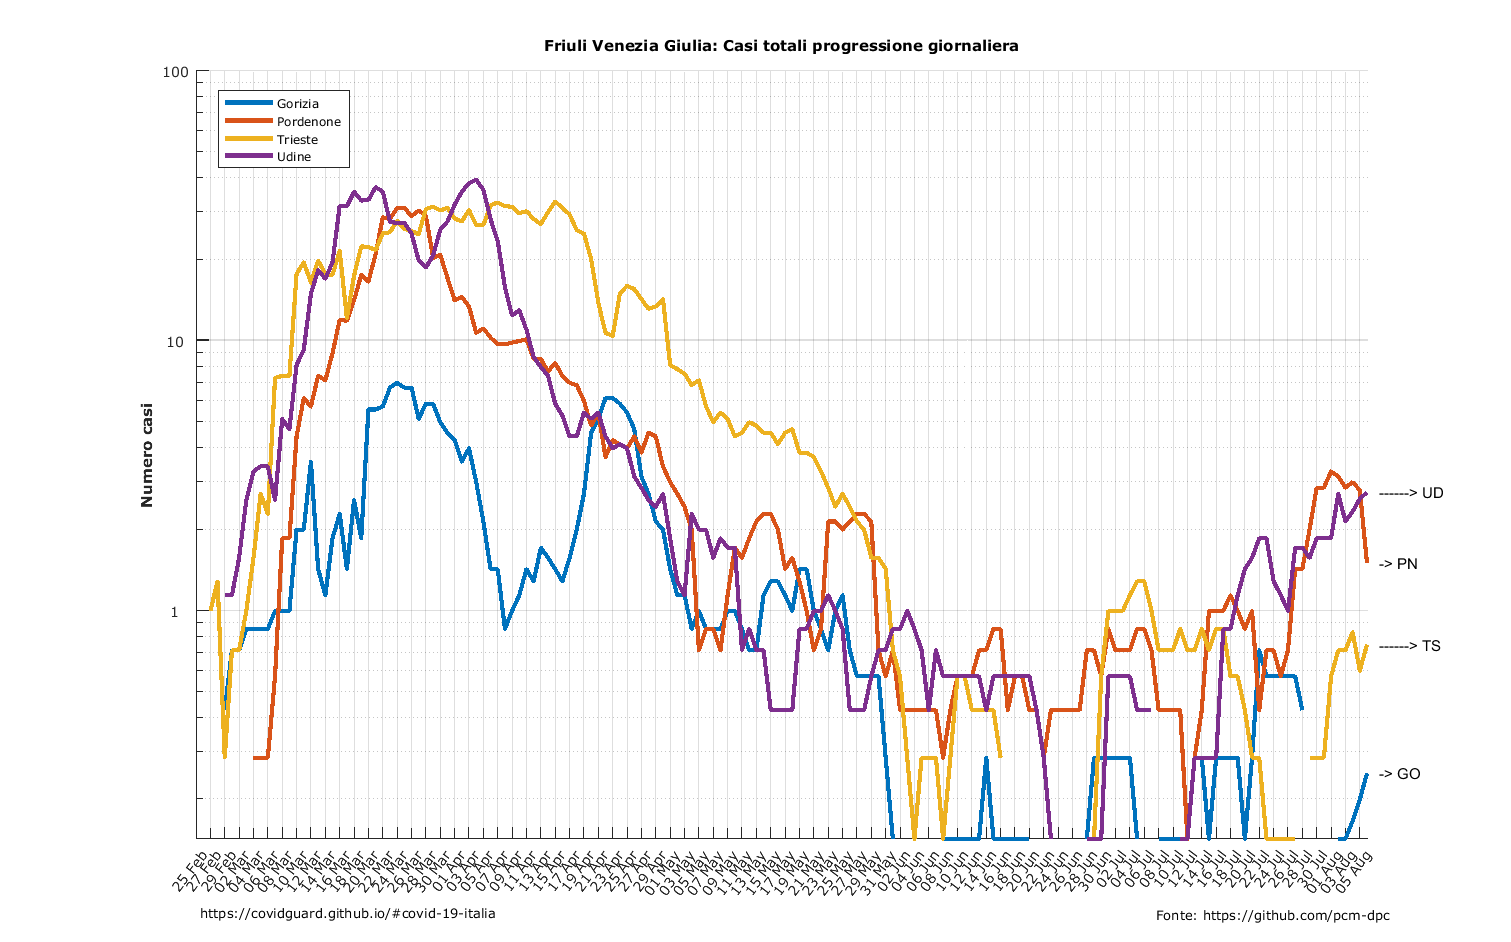 Friuli Venezia Giulia: Casi totali progressione giornaliera
100
10
1
Numero casi
Gorizia
Pordenone
Trieste
Udine
------> UD
-> PN
------> TS
-> GO
25 Feb
27 Feb
29 Feb
02 Mar
04 Mar
06 Mar
08 Mar
10 Mar
12 Mar
14 Mar
16 Mar
18 Mar
20 Mar
22 Mar
24 Mar
26 Mar
28 Mar
30 Mar
01 Apr
03 Apr
05 Apr
07 Apr
09 Apr
11 Apr
13 Apr
15 Apr
17 Apr
19 Apr
21 Apr
23 Apr
25 Apr
27 Apr
29 Apr
01 May
03 May
05 May
07 May
09 May
11 May
13 May
15 May
17 May
19 May
21 May
23 May
25 May
27 May
29 May
31 May
02 Jun
04 Jun
06 Jun
08 Jun
10 Jun
12 Jun
14 Jun
16 Jun
18 Jun
20 Jun
22 Jun
24 Jun
26 Jun
28 Jun
30 Jun
02 Jul
04 Jul
06 Jul
08 Jul
10 Jul
12 Jul
14 Jul
16 Jul
18 Jul
20 Jul
22 Jul
24 Jul
26 Jul
28 Jul
30 Jul
01 Aug
03 Aug
05 Aug
https://covidguard.github.io/#covid-19-italia
Fonte: https://github.com/pcm-dpc